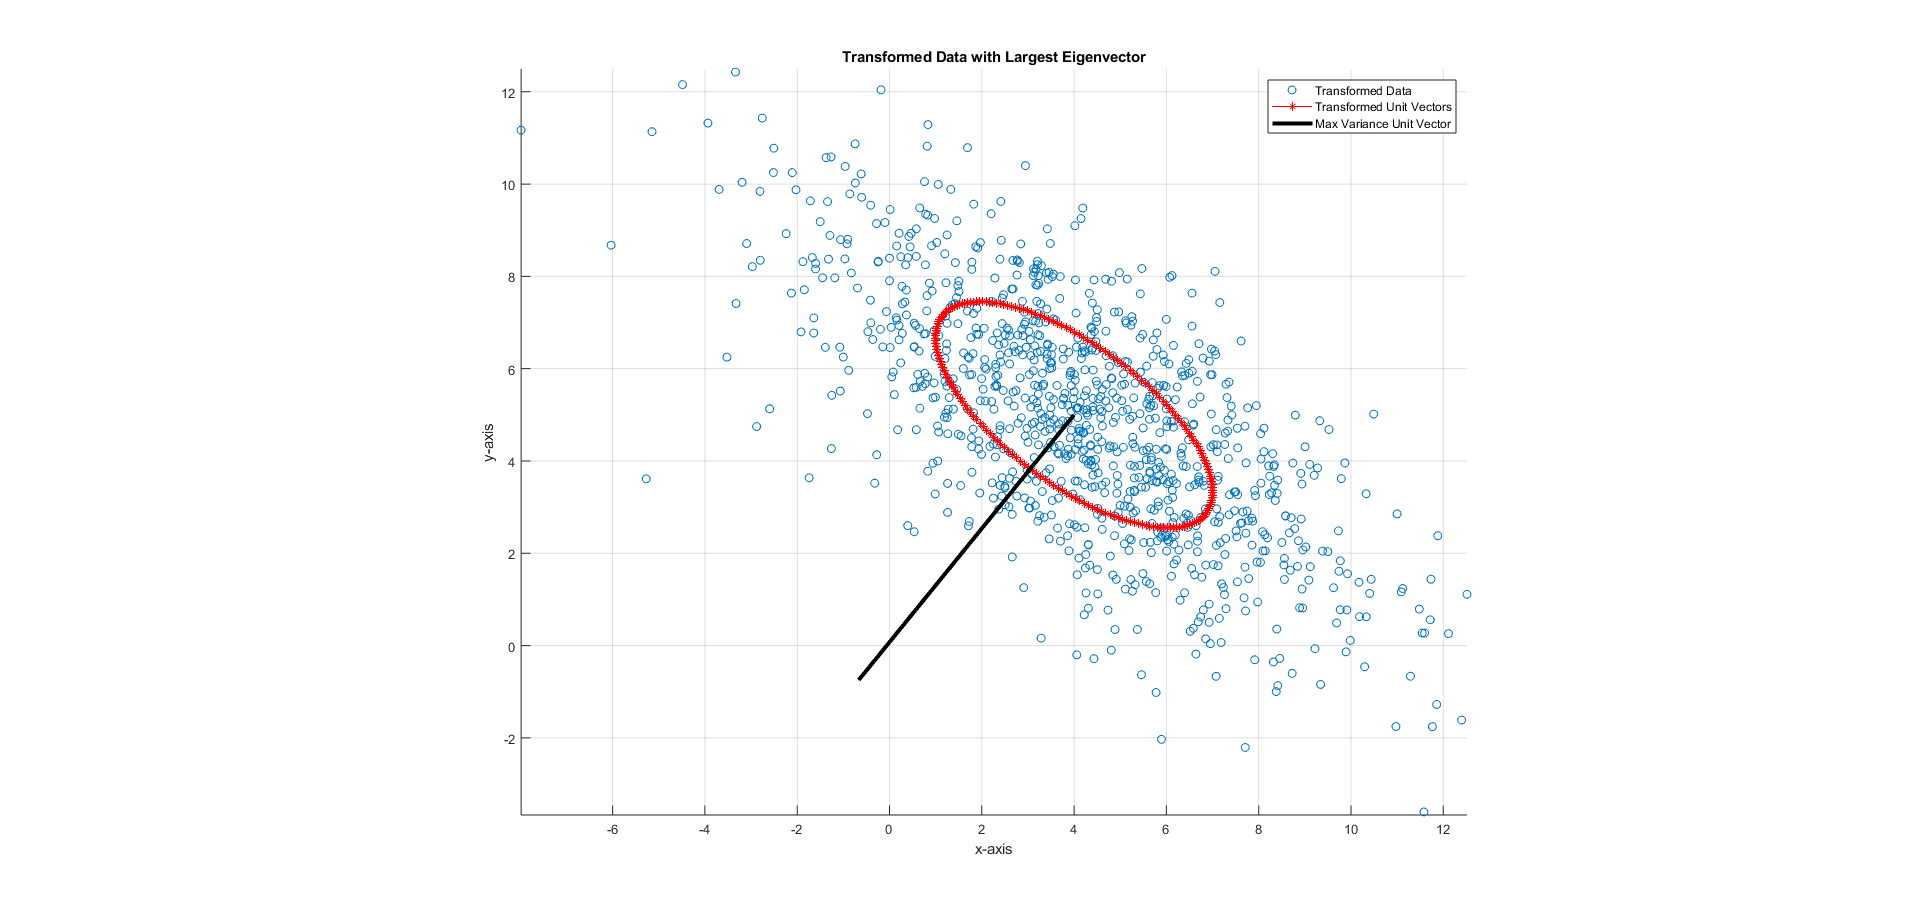 Transformed Data with Largest Eigenvector
Transformed Data
Transformed Unit Vectors
Max Variance Unit Vector
12
10
8
6
4
2
0
-2
y-axis
-6 -4 -2 0 2 4 6 8 10 12
x-axis